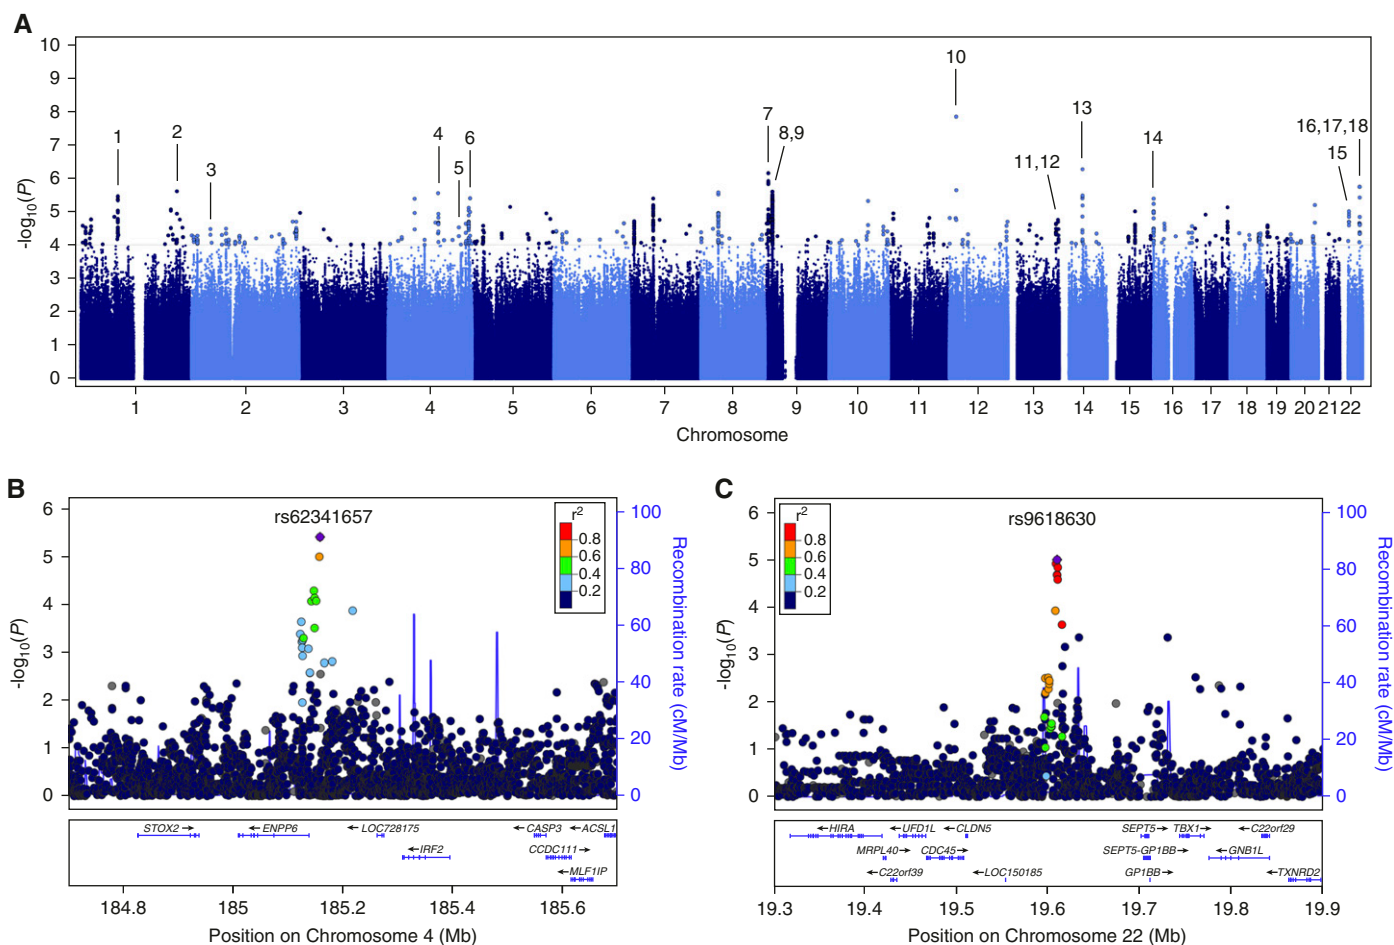 A
10
9
8
7
6
5
4
3
2
1
0
-log10(P)
1
2
3
4
5
6
7
8,9
10
11,12
13
14
15
16,17,18
1 2 3 4 5 6 7 8 9 10 11 12 13 14 15 16 17 18 19 20 21 22
Chromosome
B
rs62341657
r2
0.8
0.6
0.4
0.2
6
5
4
3
2
1
0
-log10(P)
100
80
60
40
20
0
Recombination rate (cM/Mb)
STOX2 → ← ENPP6 ← LOC728175 ← CASP3 ← ACSL1
← IRF2 CCDC111 →
← MLF1IP
184.8 185 185.2 185.4 185.6
Position on Chromosome 4 (Mb)
C
rs9618630
r2
0.8
0.6
0.4
0.2
6
5
4
3
2
1
0
-log10(P)
100
80
60
40
20
0
Recombination rate (cM/Mb)
← HIRA ← UFD1L ← CLDN5 SEPT5 → TBX1 → ← C22orf29
MRPL40 → CDC45 → SEPT5-GP1BB → ← GNB1L
← C22orf39 ← LOC150185 GP1BB → ← TXNRD2
19.3 19.4 19.5 19.6 19.7 19.8 19.9
Position on Chromosome 22 (Mb)